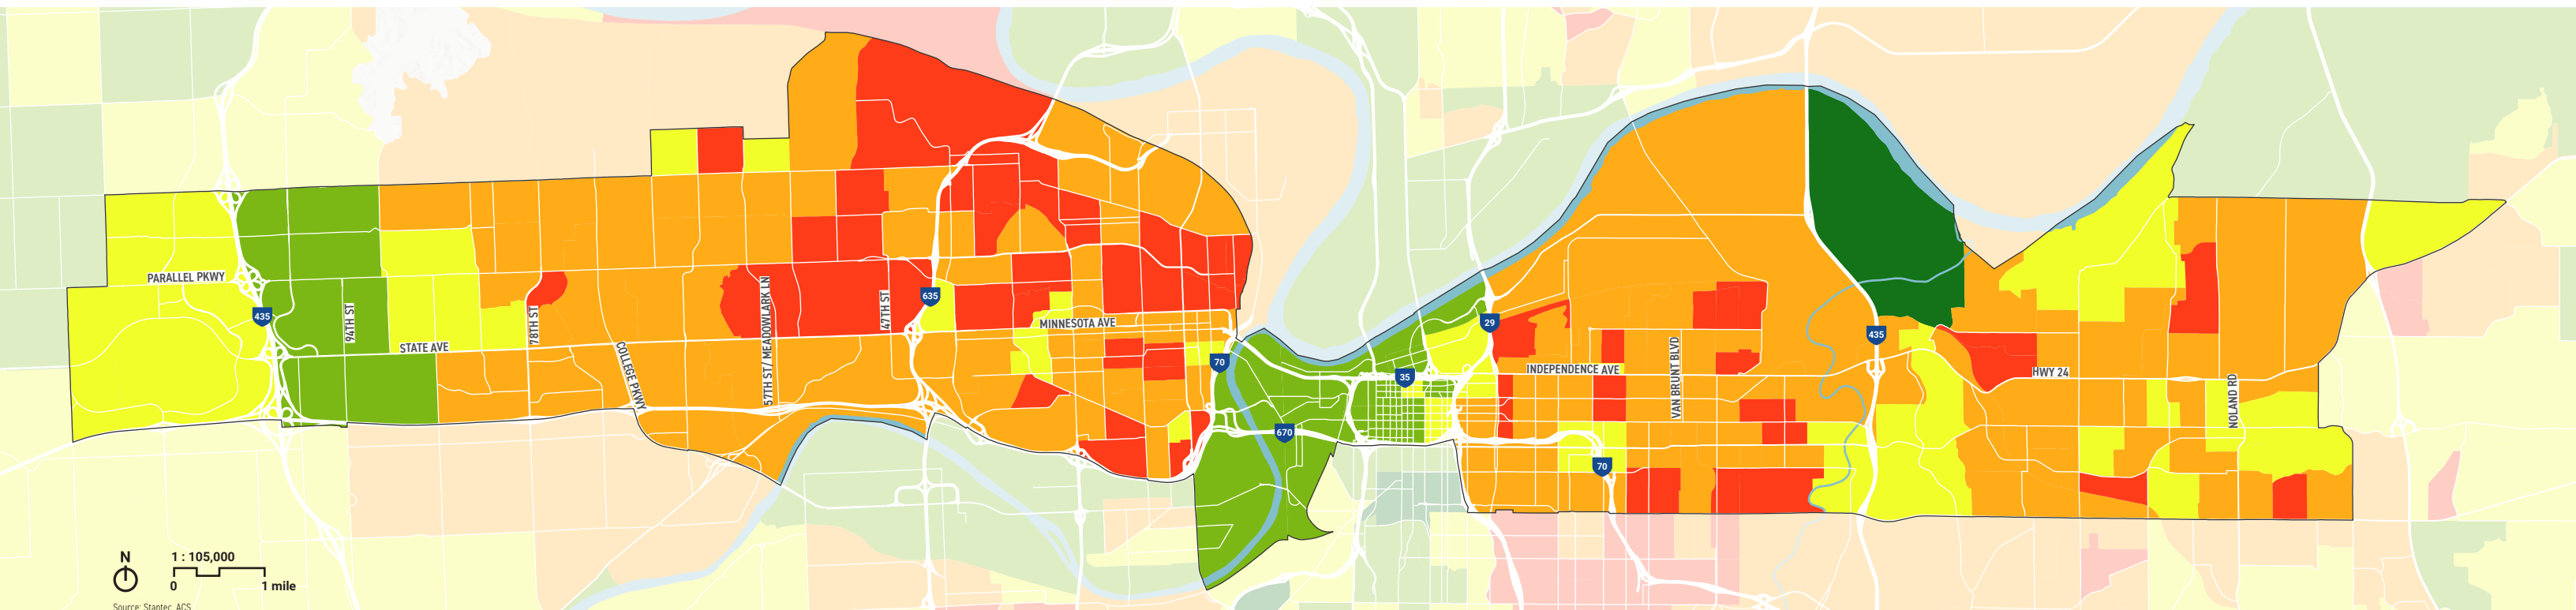 PARALLEL PKWY
435
94TH ST
STATE AVE
78TH ST
COLLEGE PKWY
57TH ST / MEADOWLARK LN
47TH ST
635
MINNESOTA AVE
70
670
35
29
INDEPENDENCE AVE
VAN BRUNT BLVD
70
435
HWY 24
NOLAND RD
N
1 : 105,000
0
1 mile
Source: Stantec, ACS